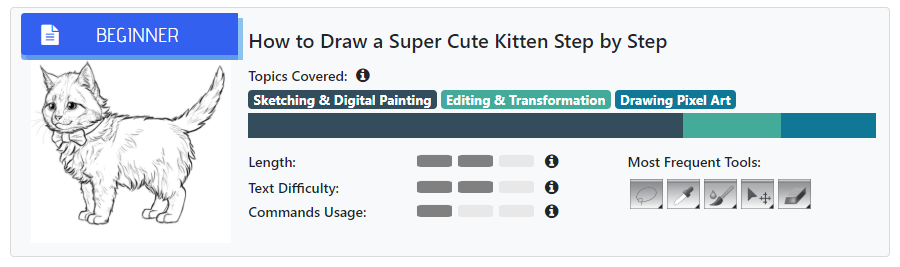 BEGINNER
How to Draw a Super Cute Kitten Step by Step
Topics Covered:
Sketching & Digital Painting Editing & Transformation Drawing Pixel Art
Length:
Most Frequent Tools:
Text Difficulty:
Commands Usage: